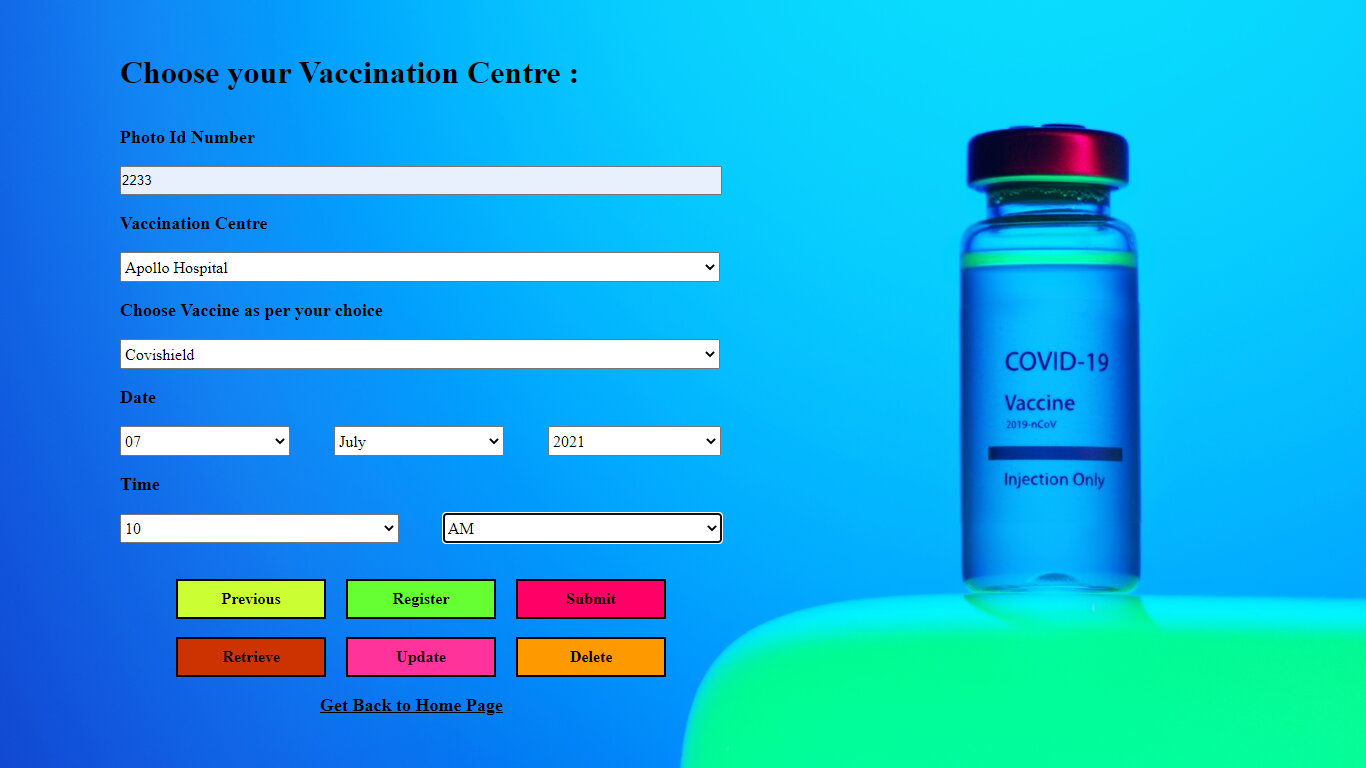 Choose your Vaccination Centre :
Photo Id Number
2233
Vaccination Centre
Apollo Hospital
Choose Vaccine as per your choice
Covishield
Date
07 July 2021
Time
10 AM
Previous Register Submit
Retrieve Update Delete
Get Back to Home Page
COVID-19
Vaccine
2019-nCoV
Injection Only